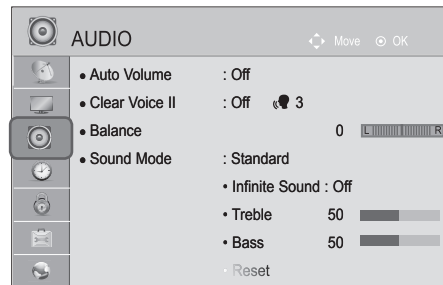 AUDIO Move OK
• Auto Volume : Off
• Clear Voice II : Off 3
• Balance 0 L R
• Sound Mode : Standard
• Infinite Sound : Off
• Treble 50
• Bass 50
• Reset